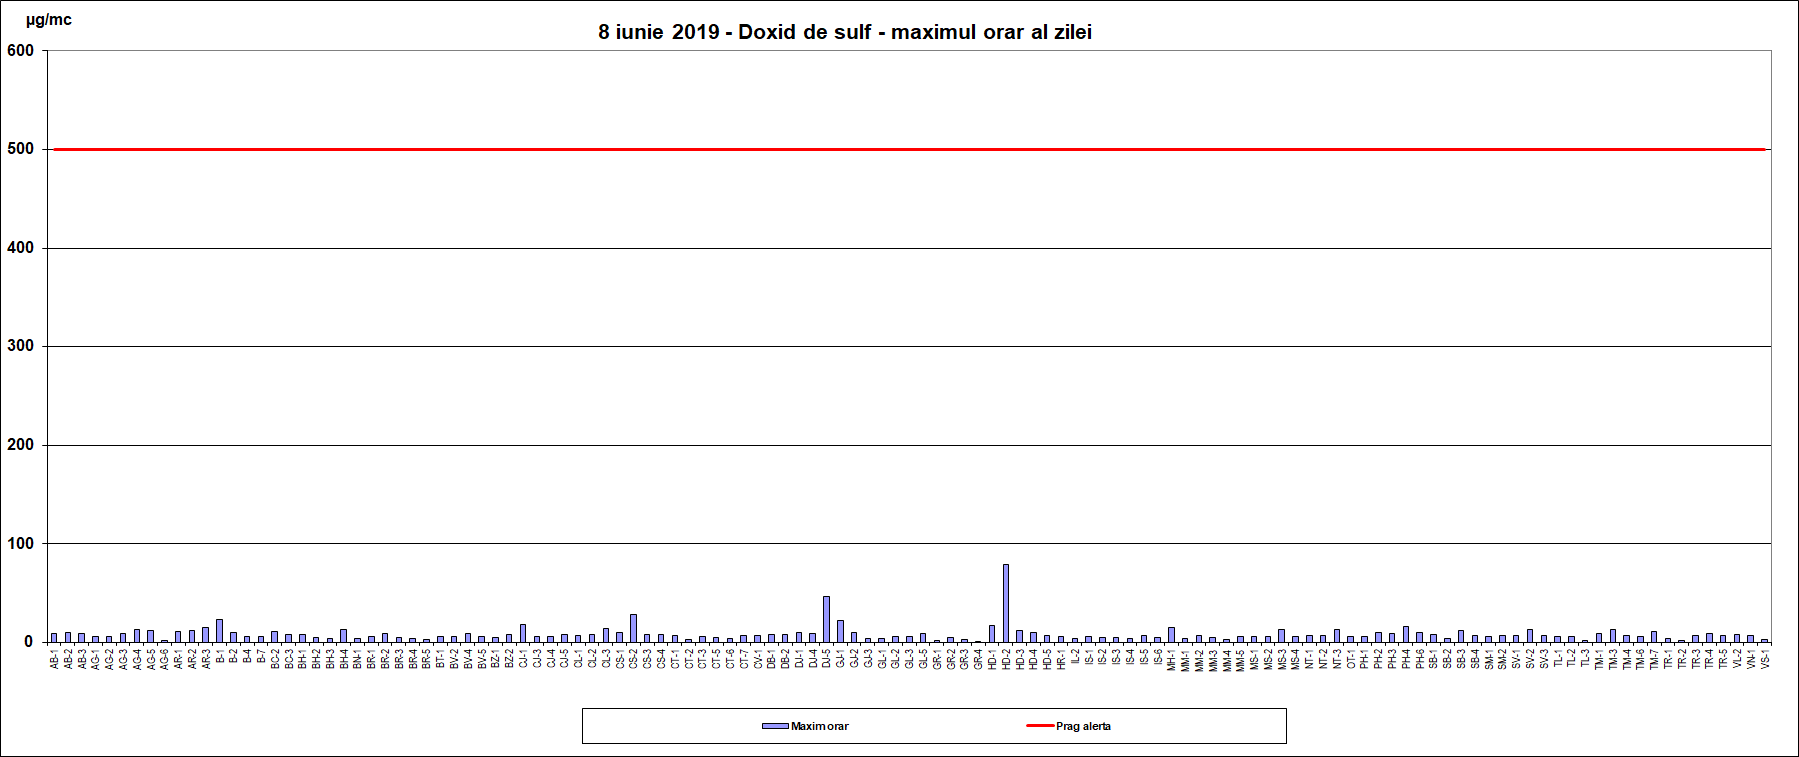 µg/mc
8 iunie 2019 - Doxid de sulf - maximul orar al zilei
600
500
400
300
200
100
0
AB-1
AB-2
AB-3
AG-1
AG-2
AG-3
AG-4
AG-5
AG-6
AR-1
AR-2
AR-3
B-1
B-2
B-4
B-7
BC-2
BC-3
BH-1
BH-2
BH-3
BH-4
BN-1
BR-1
BR-2
BR-3
BR-4
BR-5
BT-1
BV-2
BV-4
BV-5
BZ-1
BZ-2
CJ-1
CJ-3
CJ-4
CJ-5
CL-1
CL-2
CL-3
CS-1
CS-2
CS-3
CS-4
CT-1
CT-2
CT-3
CT-5
CT-6
CT-7
CV-1
DB-1
DB-2
DJ-1
DJ-4
DJ-5
GJ-1
GJ-2
GJ-3
GL-1
GL-2
GL-3
GL-5
GR-1
GR-2
GR-3
GR-4
HD-1
HD-2
HD-3
HD-4
HD-5
HR-1
IL-2
IS-1
IS-2
IS-3
IS-4
IS-5
IS-6
MH-1
MM-1
MM-2
MM-3
MM-4
MM-5
MS-1
MS-2
MS-3
MS-4
NT-1
NT-2
NT-3
OT-1
PH-1
PH-2
PH-3
PH-4
PH-6
SB-1
SB-2
SB-3
SB-4
SM-1
SM-2
SV-1
SV-2
SV-3
TL-1
TL-2
TL-3
TM-1
TM-3
TM-4
TM-6
TM-7
TR-1
TR-2
TR-3
TR-4
TR-5
VL-2
VN-1
VS-1
Maxim orar
Prag alerta